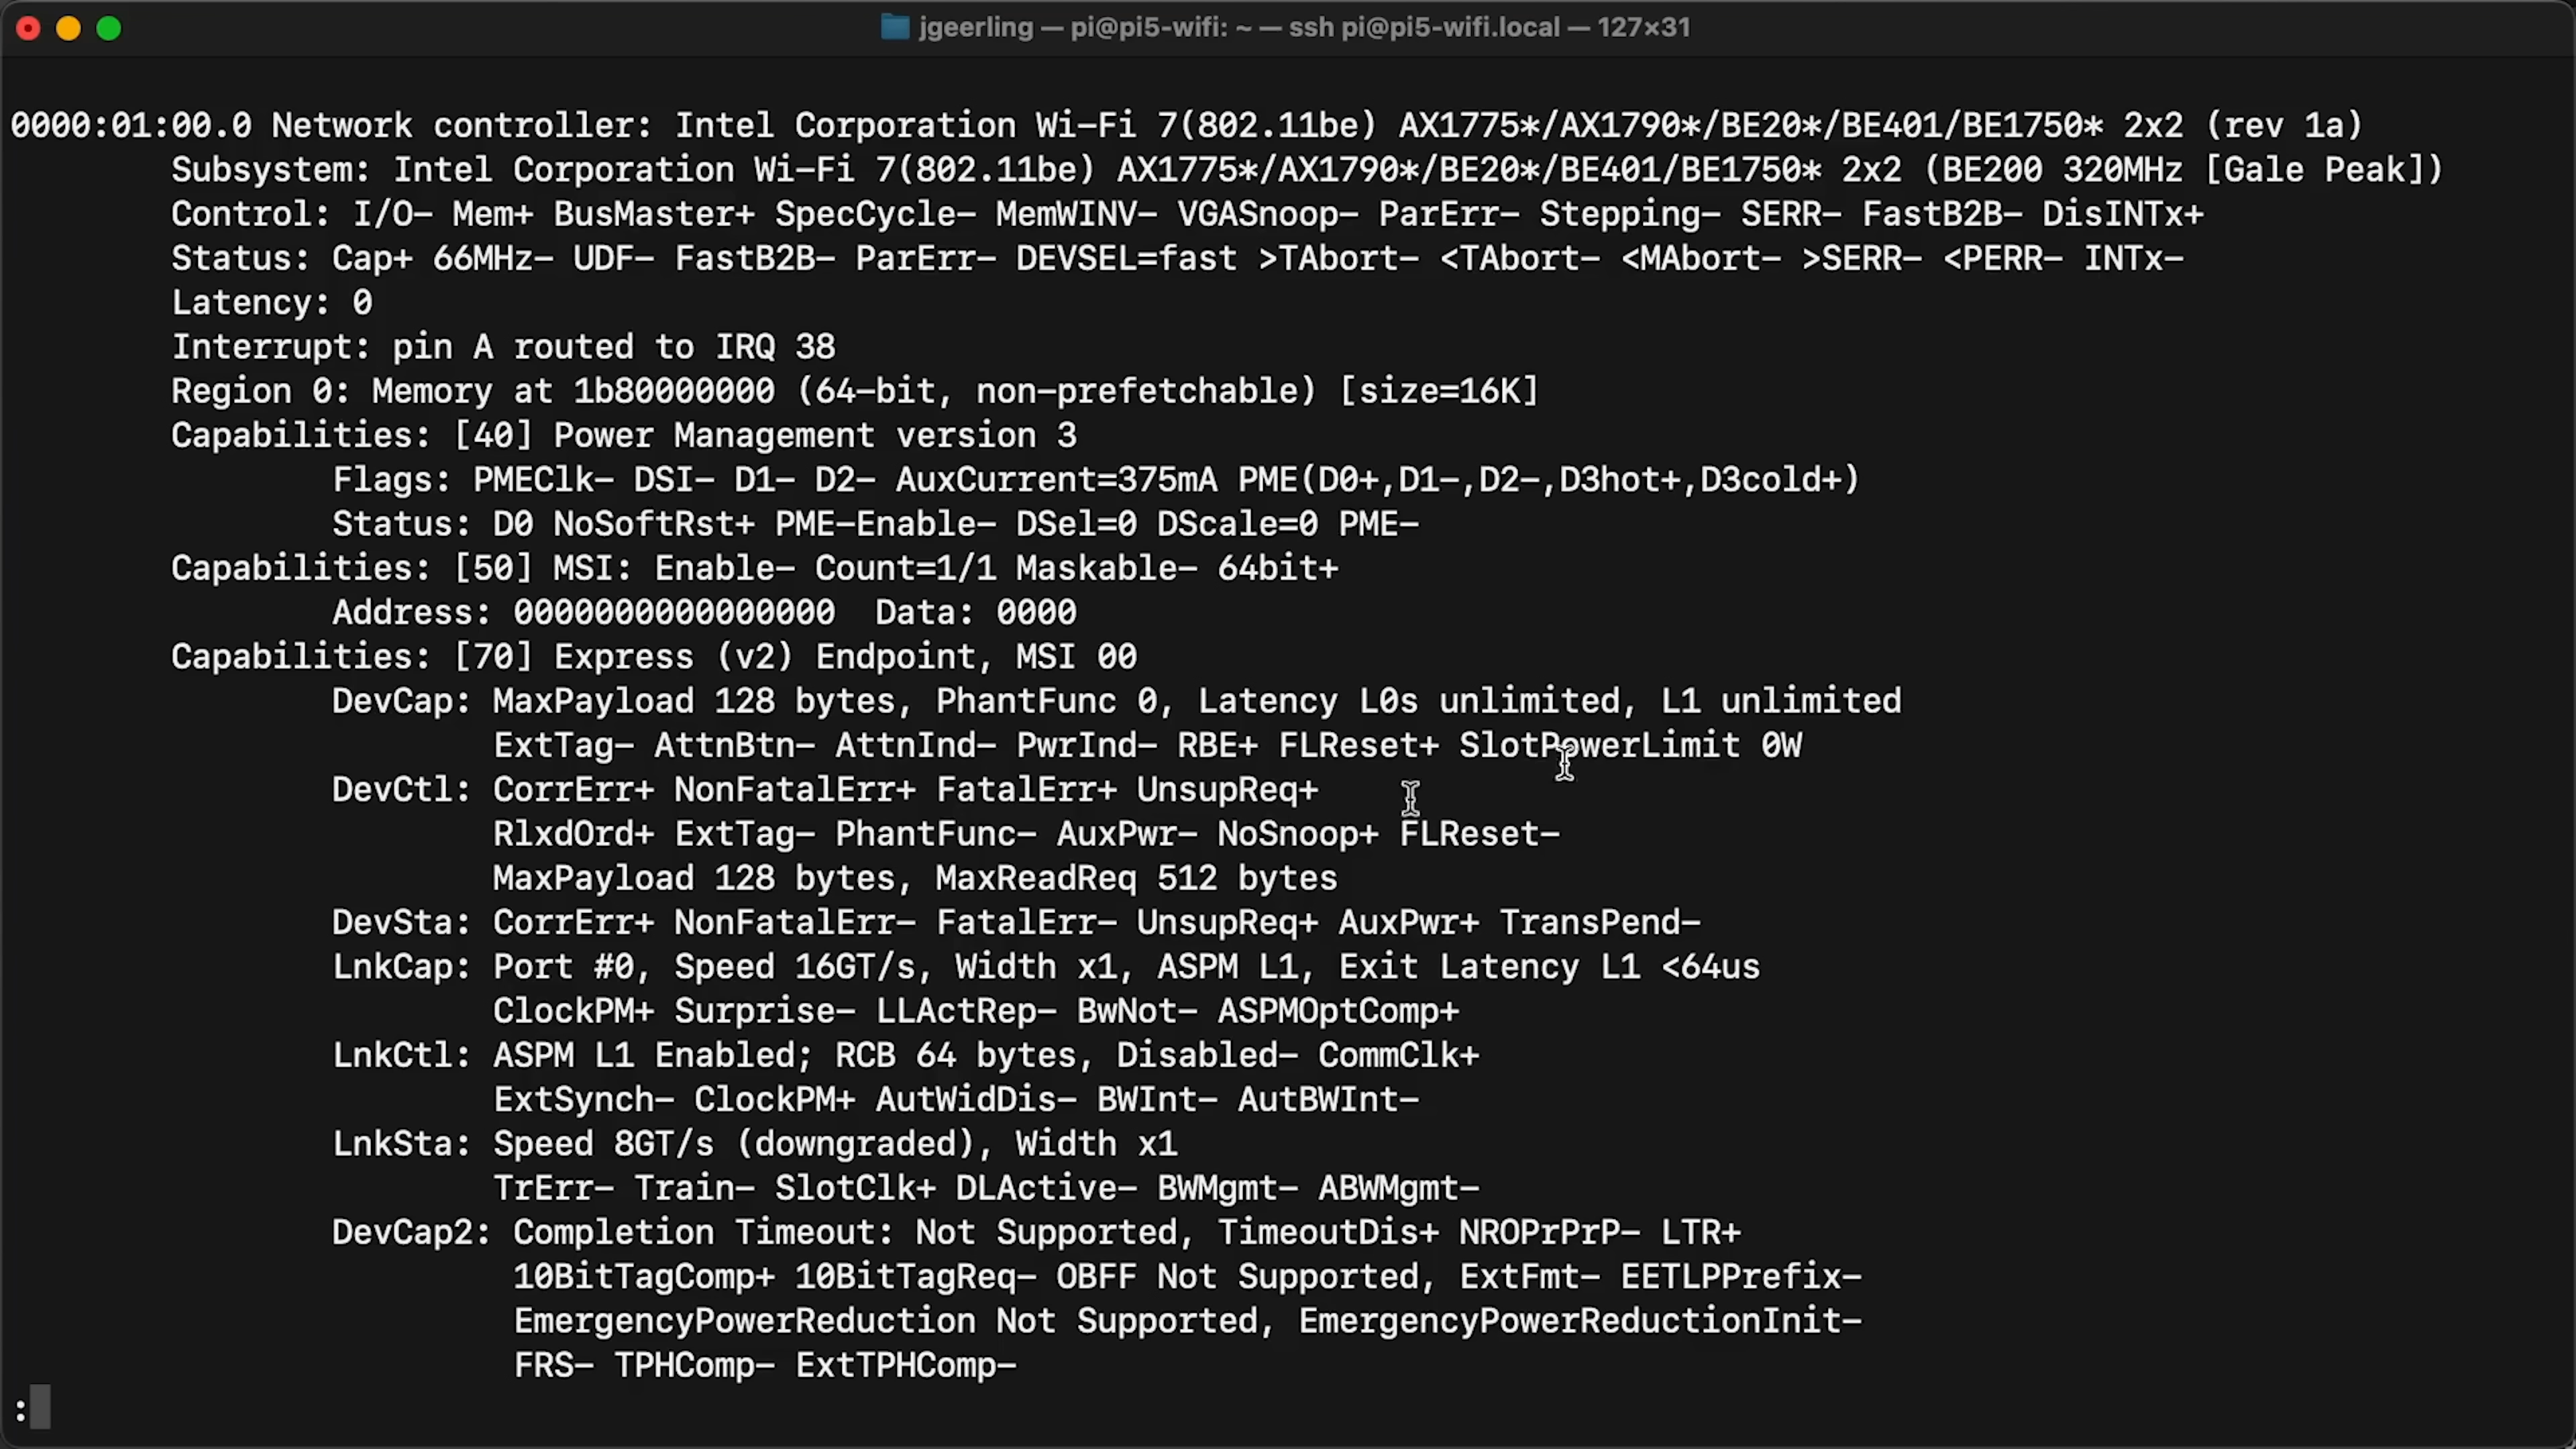 jgeerling — pi@pi5-wifi: ~ — ssh pi@pi5-wifi.local — 127×31
0000:01:00.0 Network controller: Intel Corporation Wi-Fi 7(802.11be) AX1775*/AX1790*/BE20*/BE401/BE1750* 2x2 (rev 1a)
Subsystem: Intel Corporation Wi-Fi 7(802.11be) AX1775*/AX1790*/BE20*/BE401/BE1750* 2x2 (BE200 320MHz [Gale Peak])
Control: I/O- Mem+ BusMaster+ SpecCycle- MemWINV- VGASnoop- ParErr- Stepping- SERR- FastB2B- DisINTx+
Status: Cap+ 66MHz- UDF- FastB2B- ParErr- DEVSEL=fast >TAbort- <TAbort- <MAbort- >SERR- <PERR- INTx-
Latency: 0
Interrupt: pin A routed to IRQ 38
Region 0: Memory at 1b80000000 (64-bit, non-prefetchable) [size=16K]
Capabilities: [40] Power Management version 3
Flags: PMEClk- DSI- D1- D2- AuxCurrent=375mA PME(D0+,D1-,D2-,D3hot+,D3cold+)
Status: D0 NoSoftRst+ PME-Enable- DSel=0 DScale=0 PME-
Capabilities: [50] MSI: Enable- Count=1/1 Maskable- 64bit+
Address: 0000000000000000  Data: 0000
Capabilities: [70] Express (v2) Endpoint, MSI 00
DevCap: MaxPayload 128 bytes, PhantFunc 0, Latency L0s unlimited, L1 unlimited
ExtTag- AttnBtn- AttnInd- PwrInd- RBE+ FLReset+ SlotPowerLimit 0W
DevCtl: CorrErr+ NonFatalErr+ FatalErr+ UnsupReq+
RlxdOrd+ ExtTag- PhantFunc- AuxPwr- NoSnoop+ FLReset-
MaxPayload 128 bytes, MaxReadReq 512 bytes
DevSta: CorrErr+ NonFatalErr- FatalErr- UnsupReq+ AuxPwr+ TransPend-
LnkCap: Port #0, Speed 16GT/s, Width x1, ASPM L1, Exit Latency L1 <64us
ClockPM+ Surprise- LLActRep- BwNot- ASPMOptComp+
LnkCtl: ASPM L1 Enabled; RCB 64 bytes, Disabled- CommClk+
ExtSynch- ClockPM+ AutWidDis- BWInt- AutBWInt-
LnkSta: Speed 8GT/s (downgraded), Width x1
TrErr- Train- SlotClk+ DLActive- BWMgmt- ABWMgmt-
DevCap2: Completion Timeout: Not Supported, TimeoutDis+ NROPrPrP- LTR+
10BitTagComp+ 10BitTagReq- OBFF Not Supported, ExtFmt- EETLPPrefix-
EmergencyPowerReduction Not Supported, EmergencyPowerReductionInit-
FRS- TPHComp- ExtTPHComp-
: